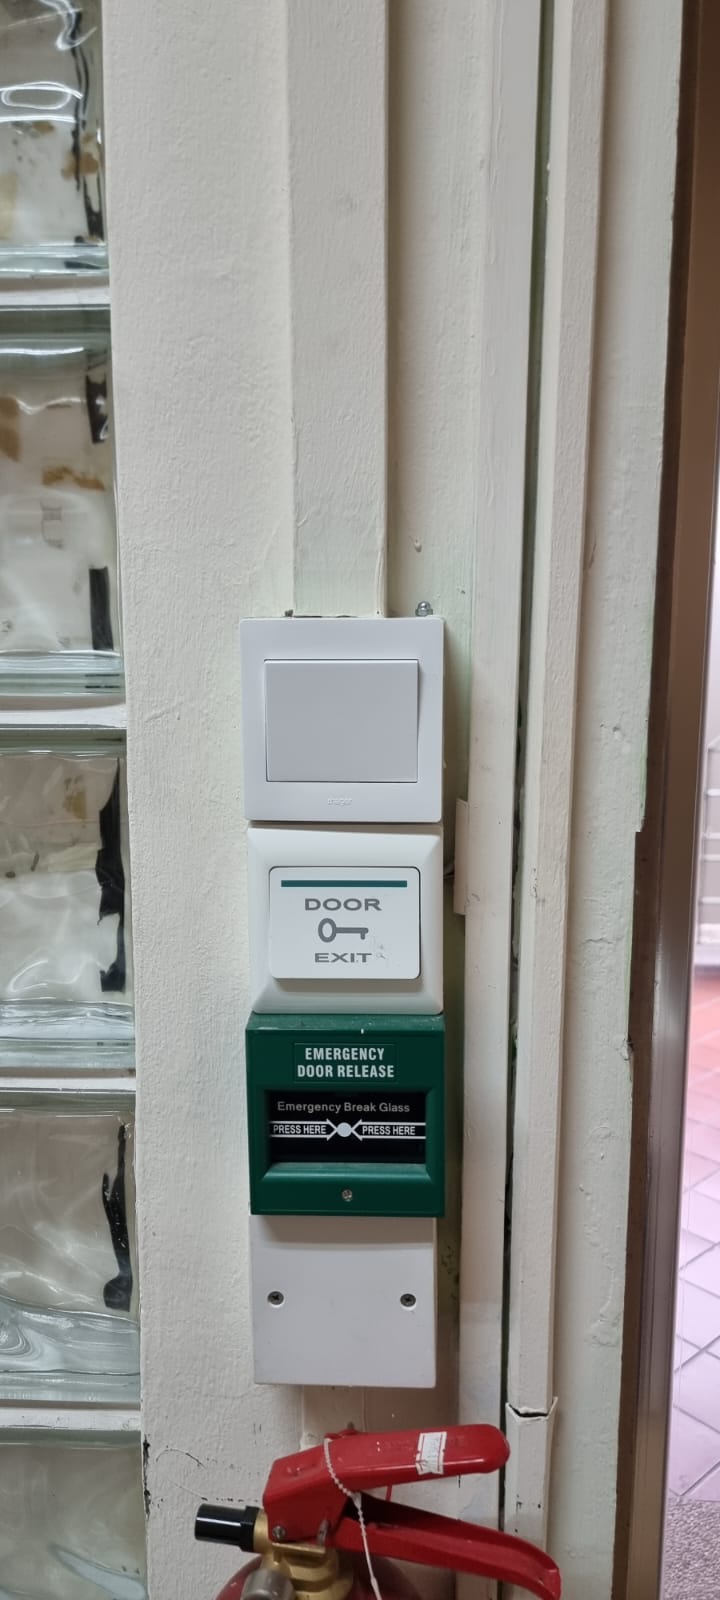 DOOR
EXIT
EMERGENCY
DOOR RELEASE
Emergency Break Glass
PRESS HERE PRESS HERE